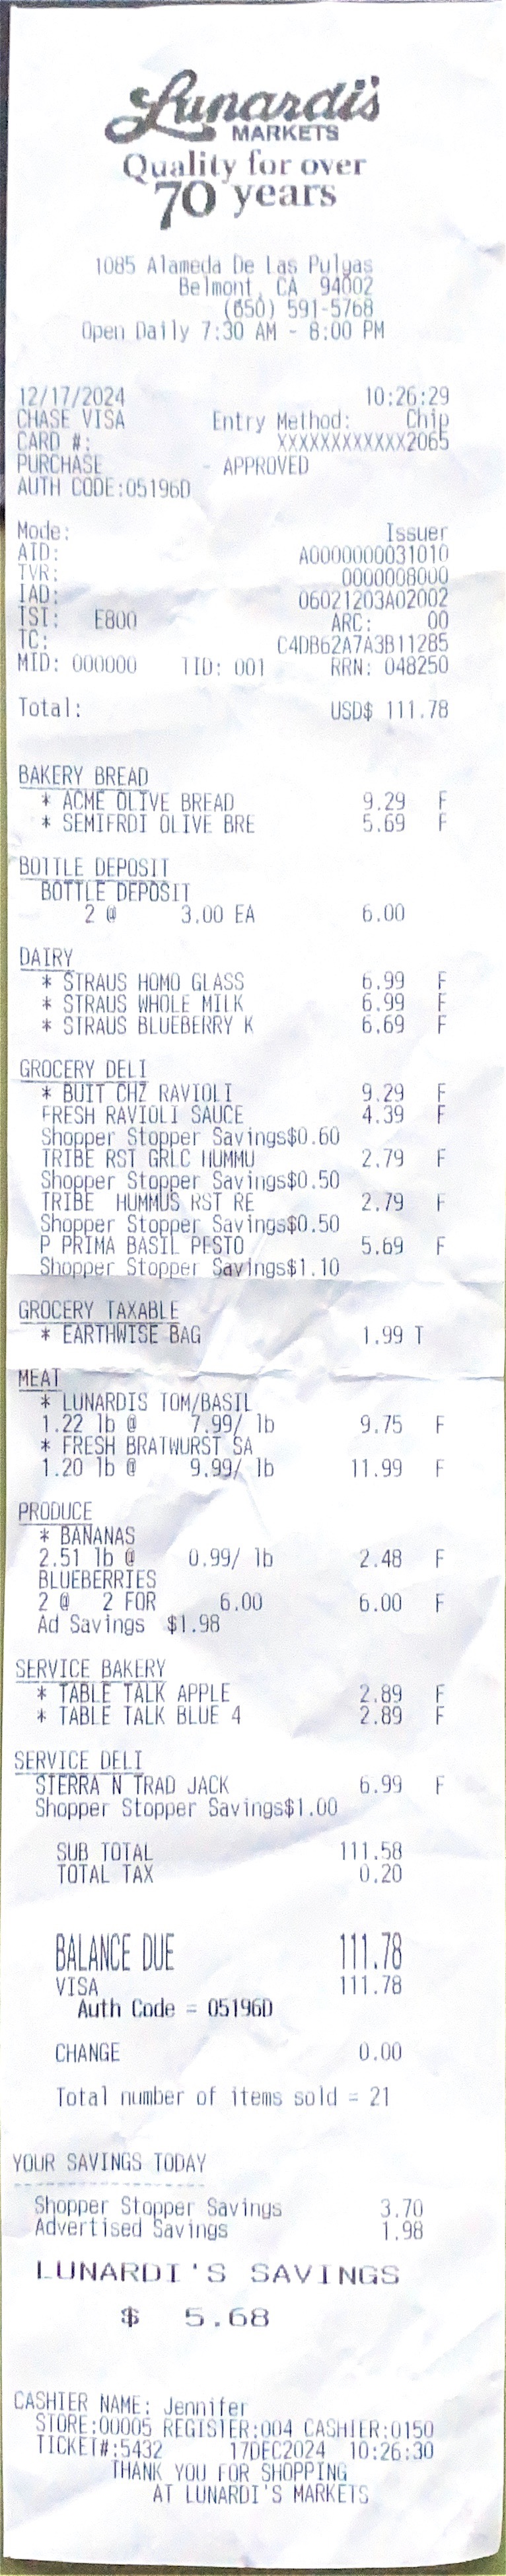 Lunardi's
MARKETS
Quality for over
70 years
1085 Alameda De Las Pulgas
Belmont, CA 94002
(650) 591-5768
Open Daily 7:30 AM - 8:00 PM
12/17/2024 10:26:29
CHASE VISA Entry Method: Chip
CARD #: XXXXXXXXXXXX2065
PURCHASE - APPROVED
AUTH CODE:05196D
Mode: Issuer
AID: A0000000031010
TVR: 0000008000
IAD: 06021203A02002
TSI: E800 ARC: 00
TC: C4DB62A7A3B11285
MID: 000000 TID: 001 RRN: 048250
Total: USD$ 111.78
BAKERY BREAD
* ACME OLIVE BREAD 9.29 F
* SEMIFRDI OLIVE BRE 5.69 F
BOTTLE DEPOSIT
BOTTLE DEPOSIT
2 @ 3.00 EA 6.00
DAIRY
* STRAUS HOMO GLASS 6.99 F
* STRAUS WHOLE MILK 6.99 F
* STRAUS BLUEBERRY K 6.69 F
GROCERY DELI
* BUIT CHZ RAVIOLI 9.29 F
FRESH RAVIOLI SAUCE 4.39 F
Shopper Stopper Savings$0.60
TRIBE RST GRLC HUMMU 2.79 F
Shopper Stopper Savings$0.50
TRIBE HUMMUS RST RE 2.79 F
Shopper Stopper Savings$0.50
P PRIMA BASIL PESTO 5.69 F
Shopper Stopper Savings$1.10
GROCERY TAXABLE
* EARTHWISE BAG 1.99 T
MEAT
* LUNARDIS TOM/BASIL
1.22 lb @ 7.99/ lb 9.75 F
* FRESH BRATWURST SA
1.20 lb @ 9.99/ lb 11.99 F
PRODUCE
* BANANAS
2.51 lb @ 0.99/ lb 2.48 F
BLUEBERRIES
2 @ 2 FOR 6.00 6.00 F
Ad Savings $1.98
SERVICE BAKERY
* TABLE TALK APPLE 2.89 F
* TABLE TALK BLUE 4 2.89 F
SERVICE DELI
SIERRA N TRAD JACK 6.99 F
Shopper Stopper Savings$1.00
SUB TOTAL 111.58
TOTAL TAX 0.20
BALANCE DUE 111.78
VISA 111.78
Auth Code = 05196D
CHANGE 0.00
Total number of items sold = 21
YOUR SAVINGS TODAY
--------------------
Shopper Stopper Savings 3.70
Advertised Savings 1.98
LUNARDI'S SAVINGS
$ 5.68
CASHIER NAME: Jennifer
STORE:00005 REGISTER:004 CASHIER:0150
TICKET#:5432 17DEC2024 10:26:30
THANK YOU FOR SHOPPING
AT LUNARDI'S MARKETS